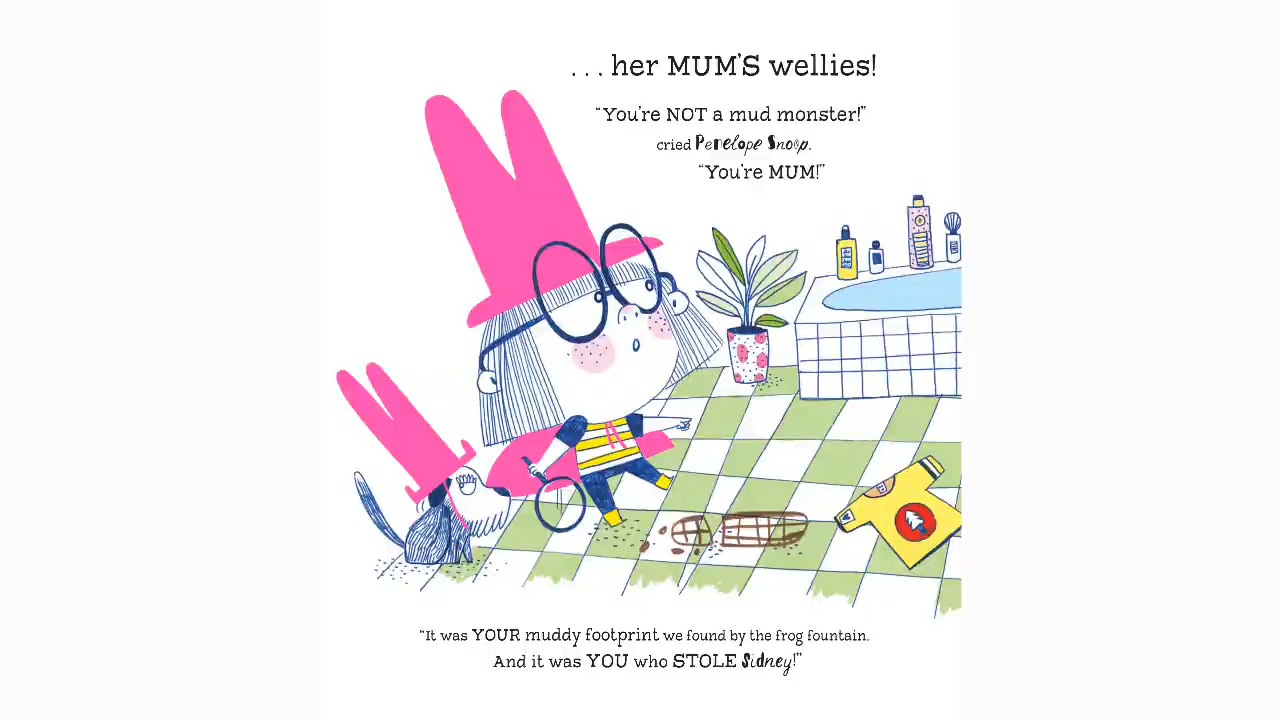 . . . her MUM'S wellies!
“You're NOT a mud monster!”
cried Penelope Snoop.
“You're MUM!”
“It was YOUR muddy footprint we found by the frog fountain.
And it was YOU who STOLE Sidney!”